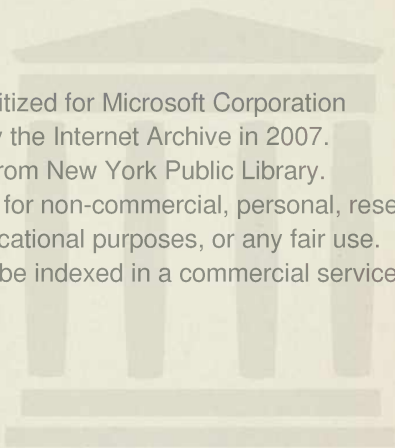 itized for Microsoft Corporation
y the Internet Archive in 2007.
rom New York Public Library.
for non-commercial, personal, rese
cational purposes, or any fair use.
be indexed in a commercial service